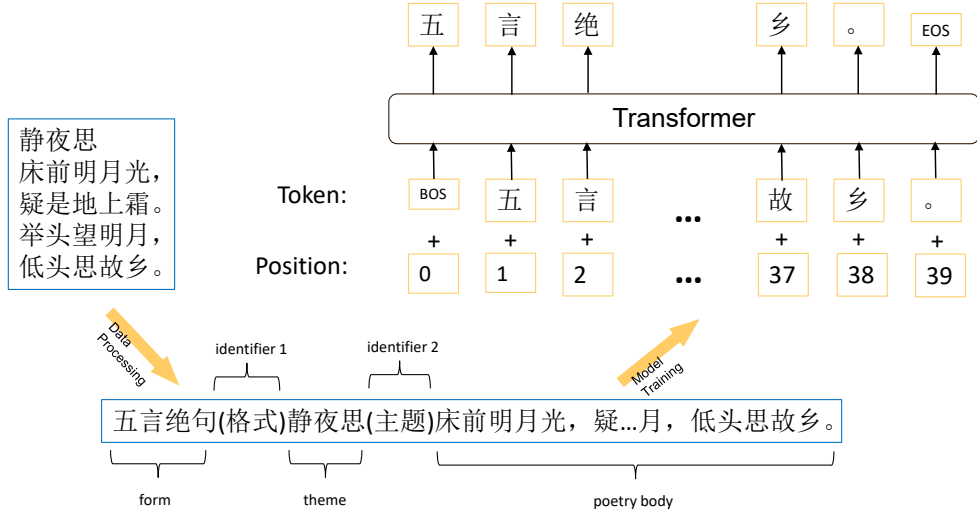 五 言 绝 乡 。 EOS
Transformer
Token: BOS 五 言 ... 故 乡 。
+ + + + + +
Position: 0 1 2 ... 37 38 39
静夜思
床前明月光，
疑是地上霜。
举头望明月，
低头思故乡。
Data
Processing
Model
Training
identifier 1 identifier 2
五言绝句(格式)静夜思(主题)床前明月光，疑...月，低头思故乡。
form theme poetry body